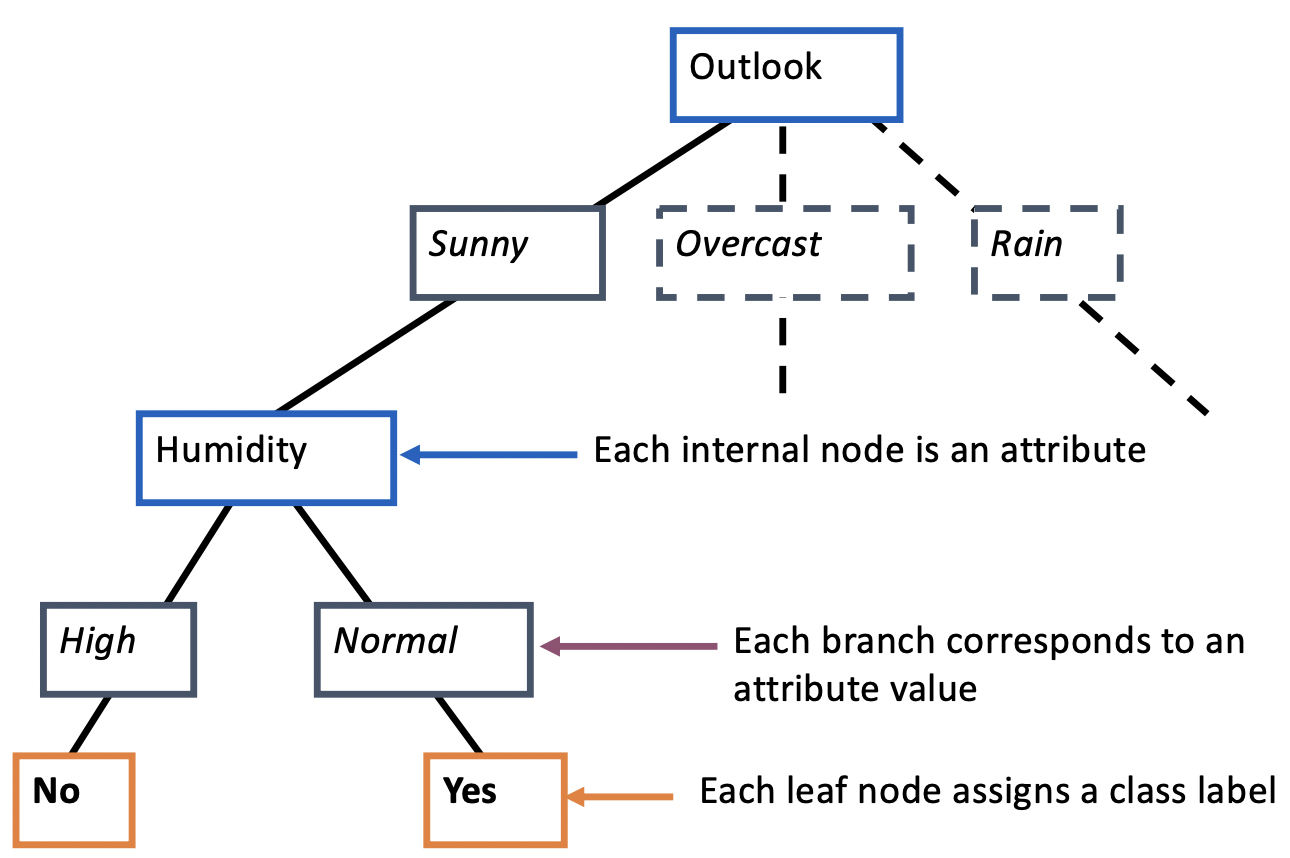 Outlook
Sunny
Overcast
Rain
Humidity
Each internal node is an attribute
High
Normal
Each branch corresponds to an
attribute value
No
Yes
Each leaf node assigns a class label